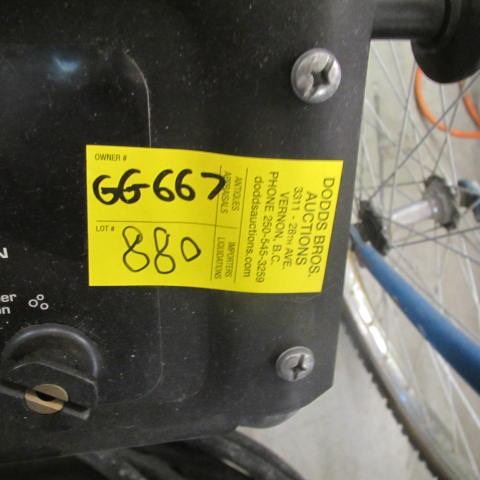 OWNER #
GG667
LOT #
880
ANTIQUES
APPRAISALS
IMPORTERS
LIQUIDATIONS
DODDS BROS.
AUCTIONS
3311 - 28TH AVE.
VERNON, B.C.
PHONE 250-545-3259
doddsauctions.com
N
er
n